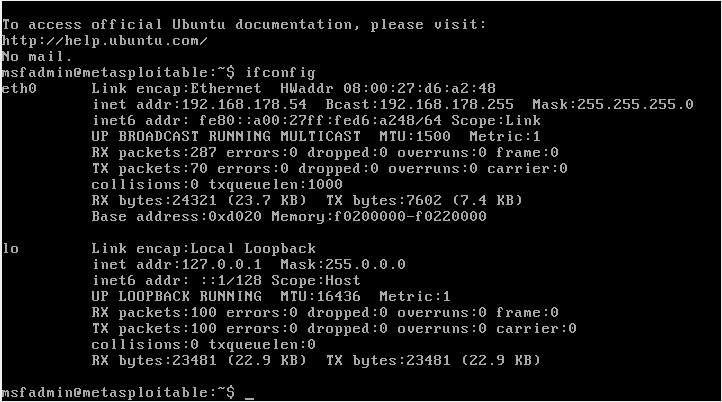 To access official Ubuntu documentation, please visit:
http://help.ubuntu.com/
No mail.
msfadmin@metasploitable:~$ ifconfig
eth0      Link encap:Ethernet  HWaddr 08:00:27:d6:a2:48
          inet addr:192.168.178.54  Bcast:192.168.178.255  Mask:255.255.255.0
          inet6 addr: fe80::a00:27ff:fed6:a248/64 Scope:Link
          UP BROADCAST RUNNING MULTICAST  MTU:1500  Metric:1
          RX packets:287 errors:0 dropped:0 overruns:0 frame:0
          TX packets:70 errors:0 dropped:0 overruns:0 carrier:0
          collisions:0 txqueuelen:1000
          RX bytes:24321 (23.7 KB)  TX bytes:7602 (7.4 KB)
          Base address:0xd020 Memory:f0200000-f0220000
lo        Link encap:Local Loopback
          inet addr:127.0.0.1  Mask:255.0.0.0
          inet6 addr: ::1/128 Scope:Host
          UP LOOPBACK RUNNING  MTU:16436  Metric:1
          RX packets:100 errors:0 dropped:0 overruns:0 frame:0
          TX packets:100 errors:0 dropped:0 overruns:0 carrier:0
          collisions:0 txqueuelen:0
          RX bytes:23481 (22.9 KB)  TX bytes:23481 (22.9 KB)
msfadmin@metasploitable:~$ _